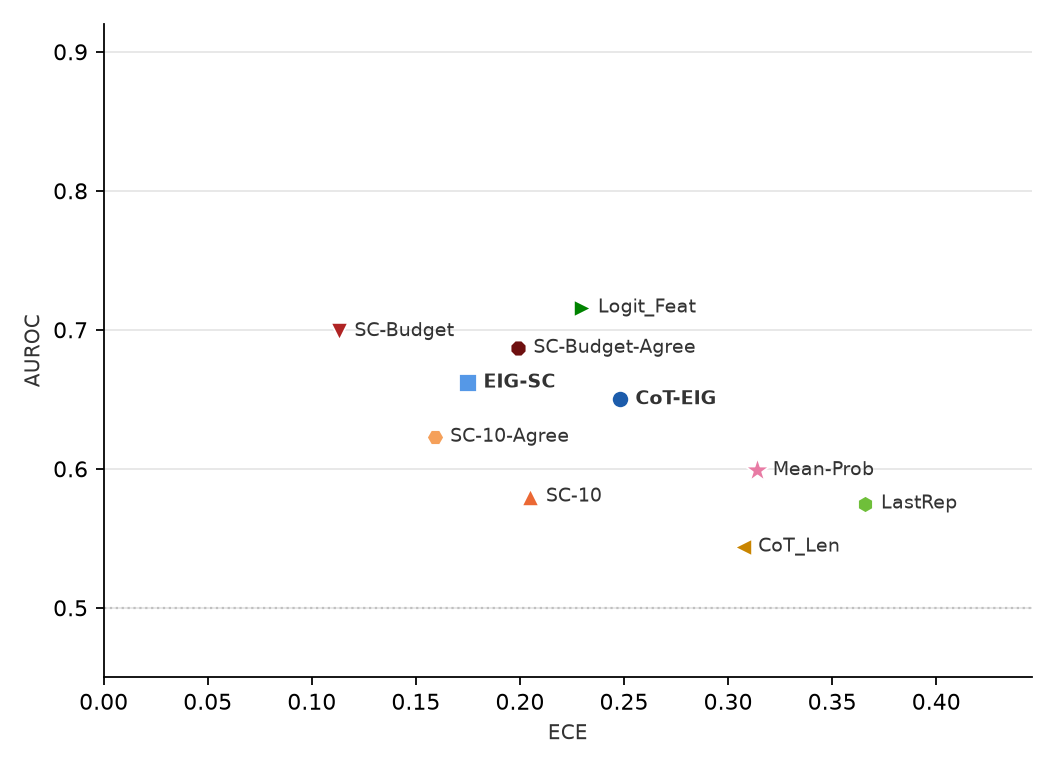 0.9
0.8
0.7
0.6
0.5
AUROC
Logit_Feat
SC-Budget
SC-Budget-Agree
EIG-SC
CoT-EIG
SC-10-Agree
Mean-Prob
SC-10
LastRep
CoT_Len
0.00 0.05 0.10 0.15 0.20 0.25 0.30 0.35 0.40
ECE